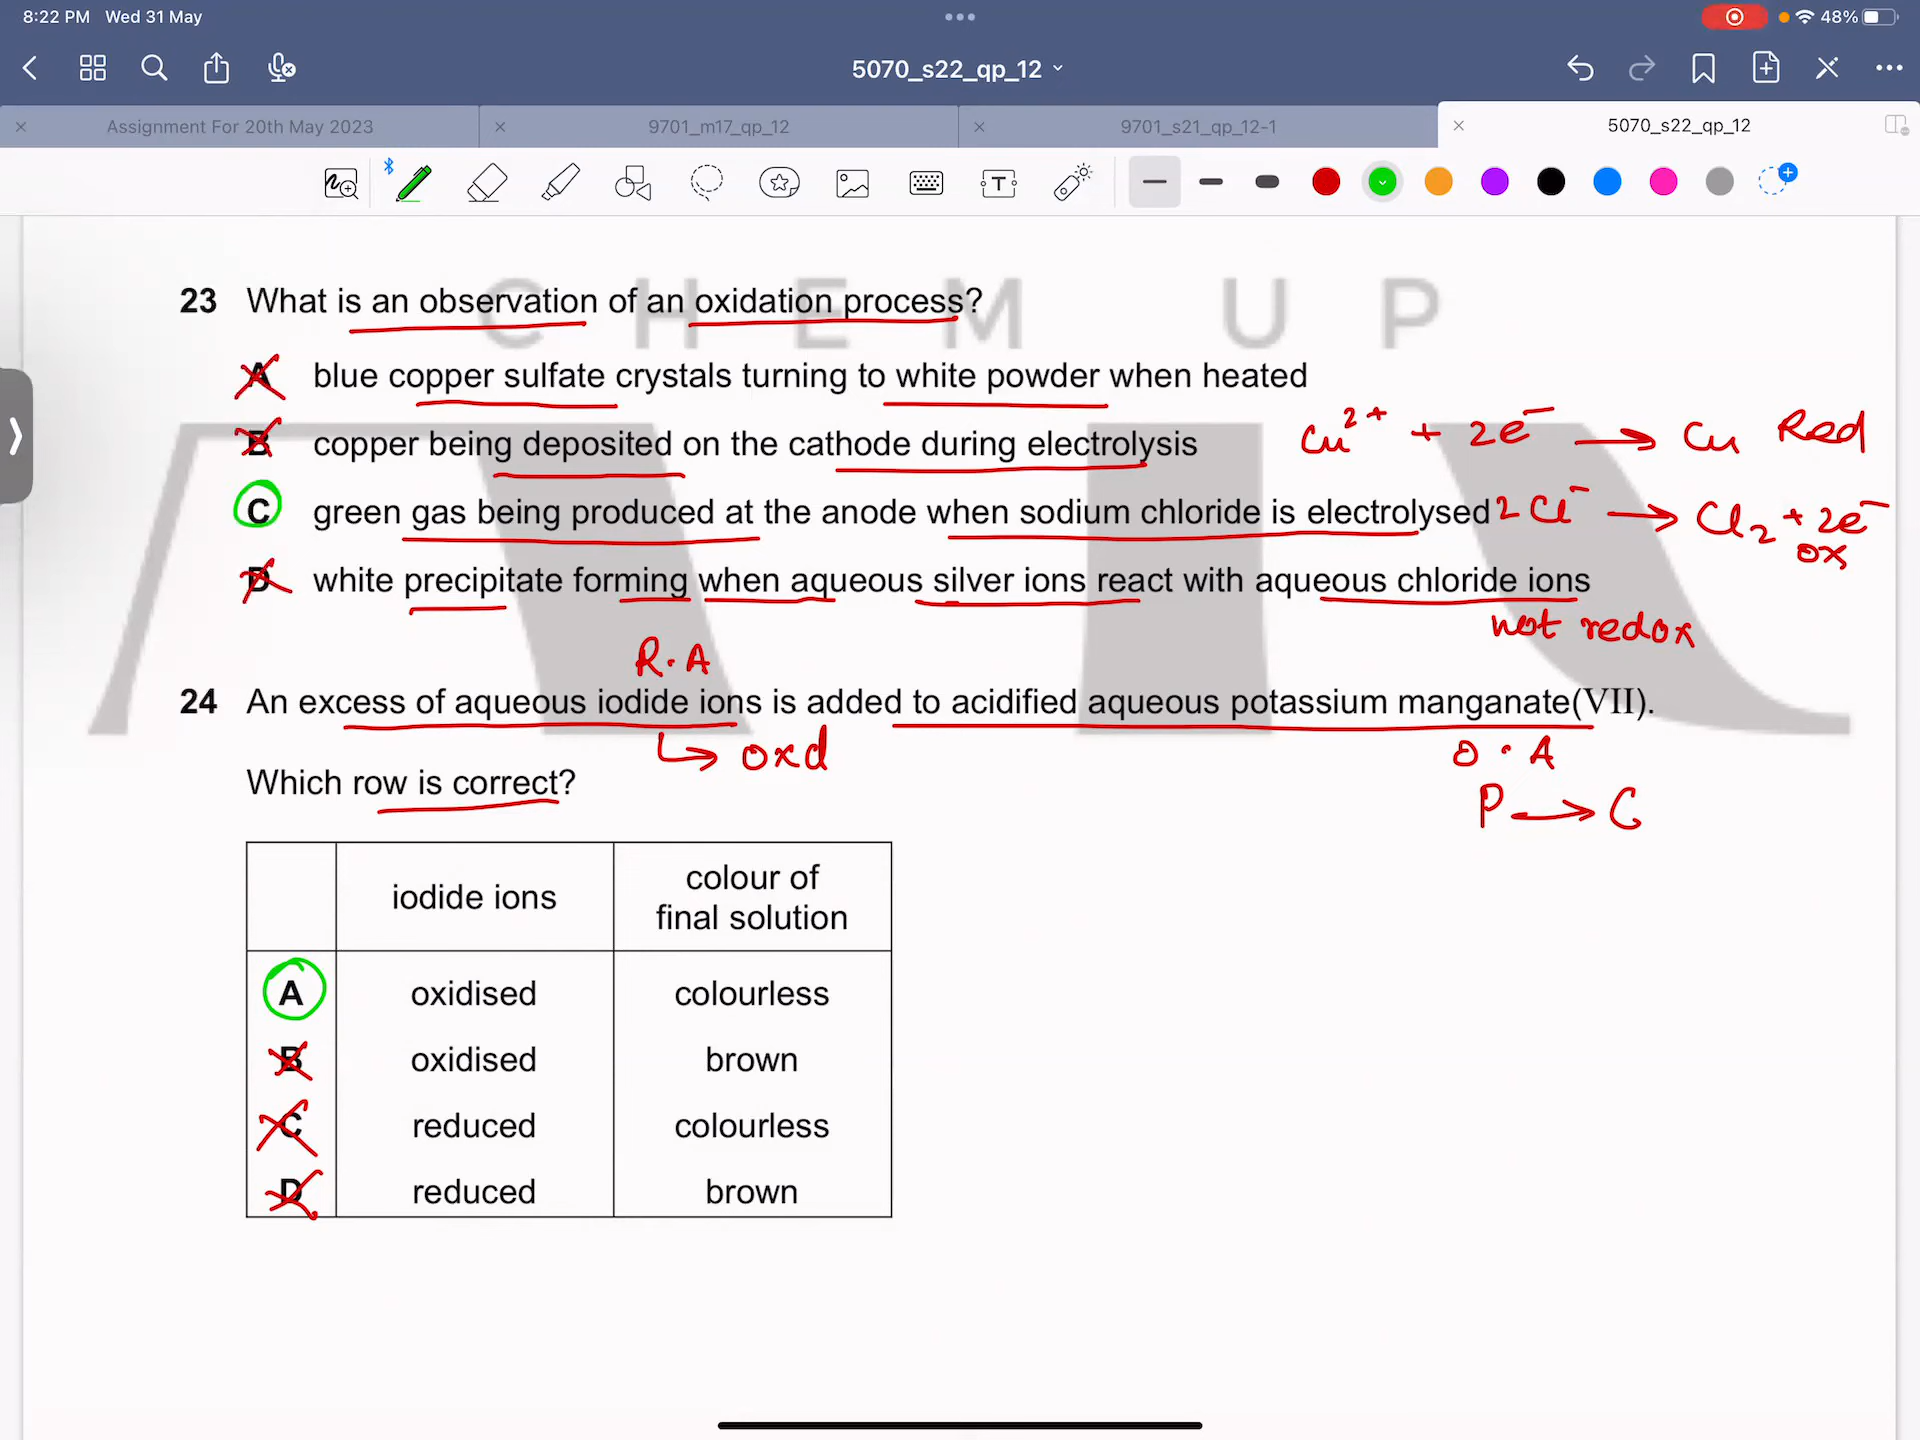 8:22 PM Wed 31 May
48%
5070_s22_qp_12
Assignment For 20th May 2023
9701_m17_qp_12
9701_s21_qp_12-1
5070_s22_qp_12
CHEM UP
23 What is an observation of an oxidation process?
A blue copper sulfate crystals turning to white powder when heated
B copper being deposited on the cathode during electrolysis
Cu²⁺ + 2e⁻ → Cu Red
C green gas being produced at the anode when sodium chloride is electrolysed
2Cl⁻ → Cl₂ + 2e⁻
ox
D white precipitate forming when aqueous silver ions react with aqueous chloride ions
not redox
R.A
24 An excess of aqueous iodide ions is added to acidified aqueous potassium manganate(VII).
↳ oxd
O.A
Which row is correct?
P → C
iodide ions
colour of
final solution
A oxidised colourless
B oxidised brown
C reduced colourless
D reduced brown